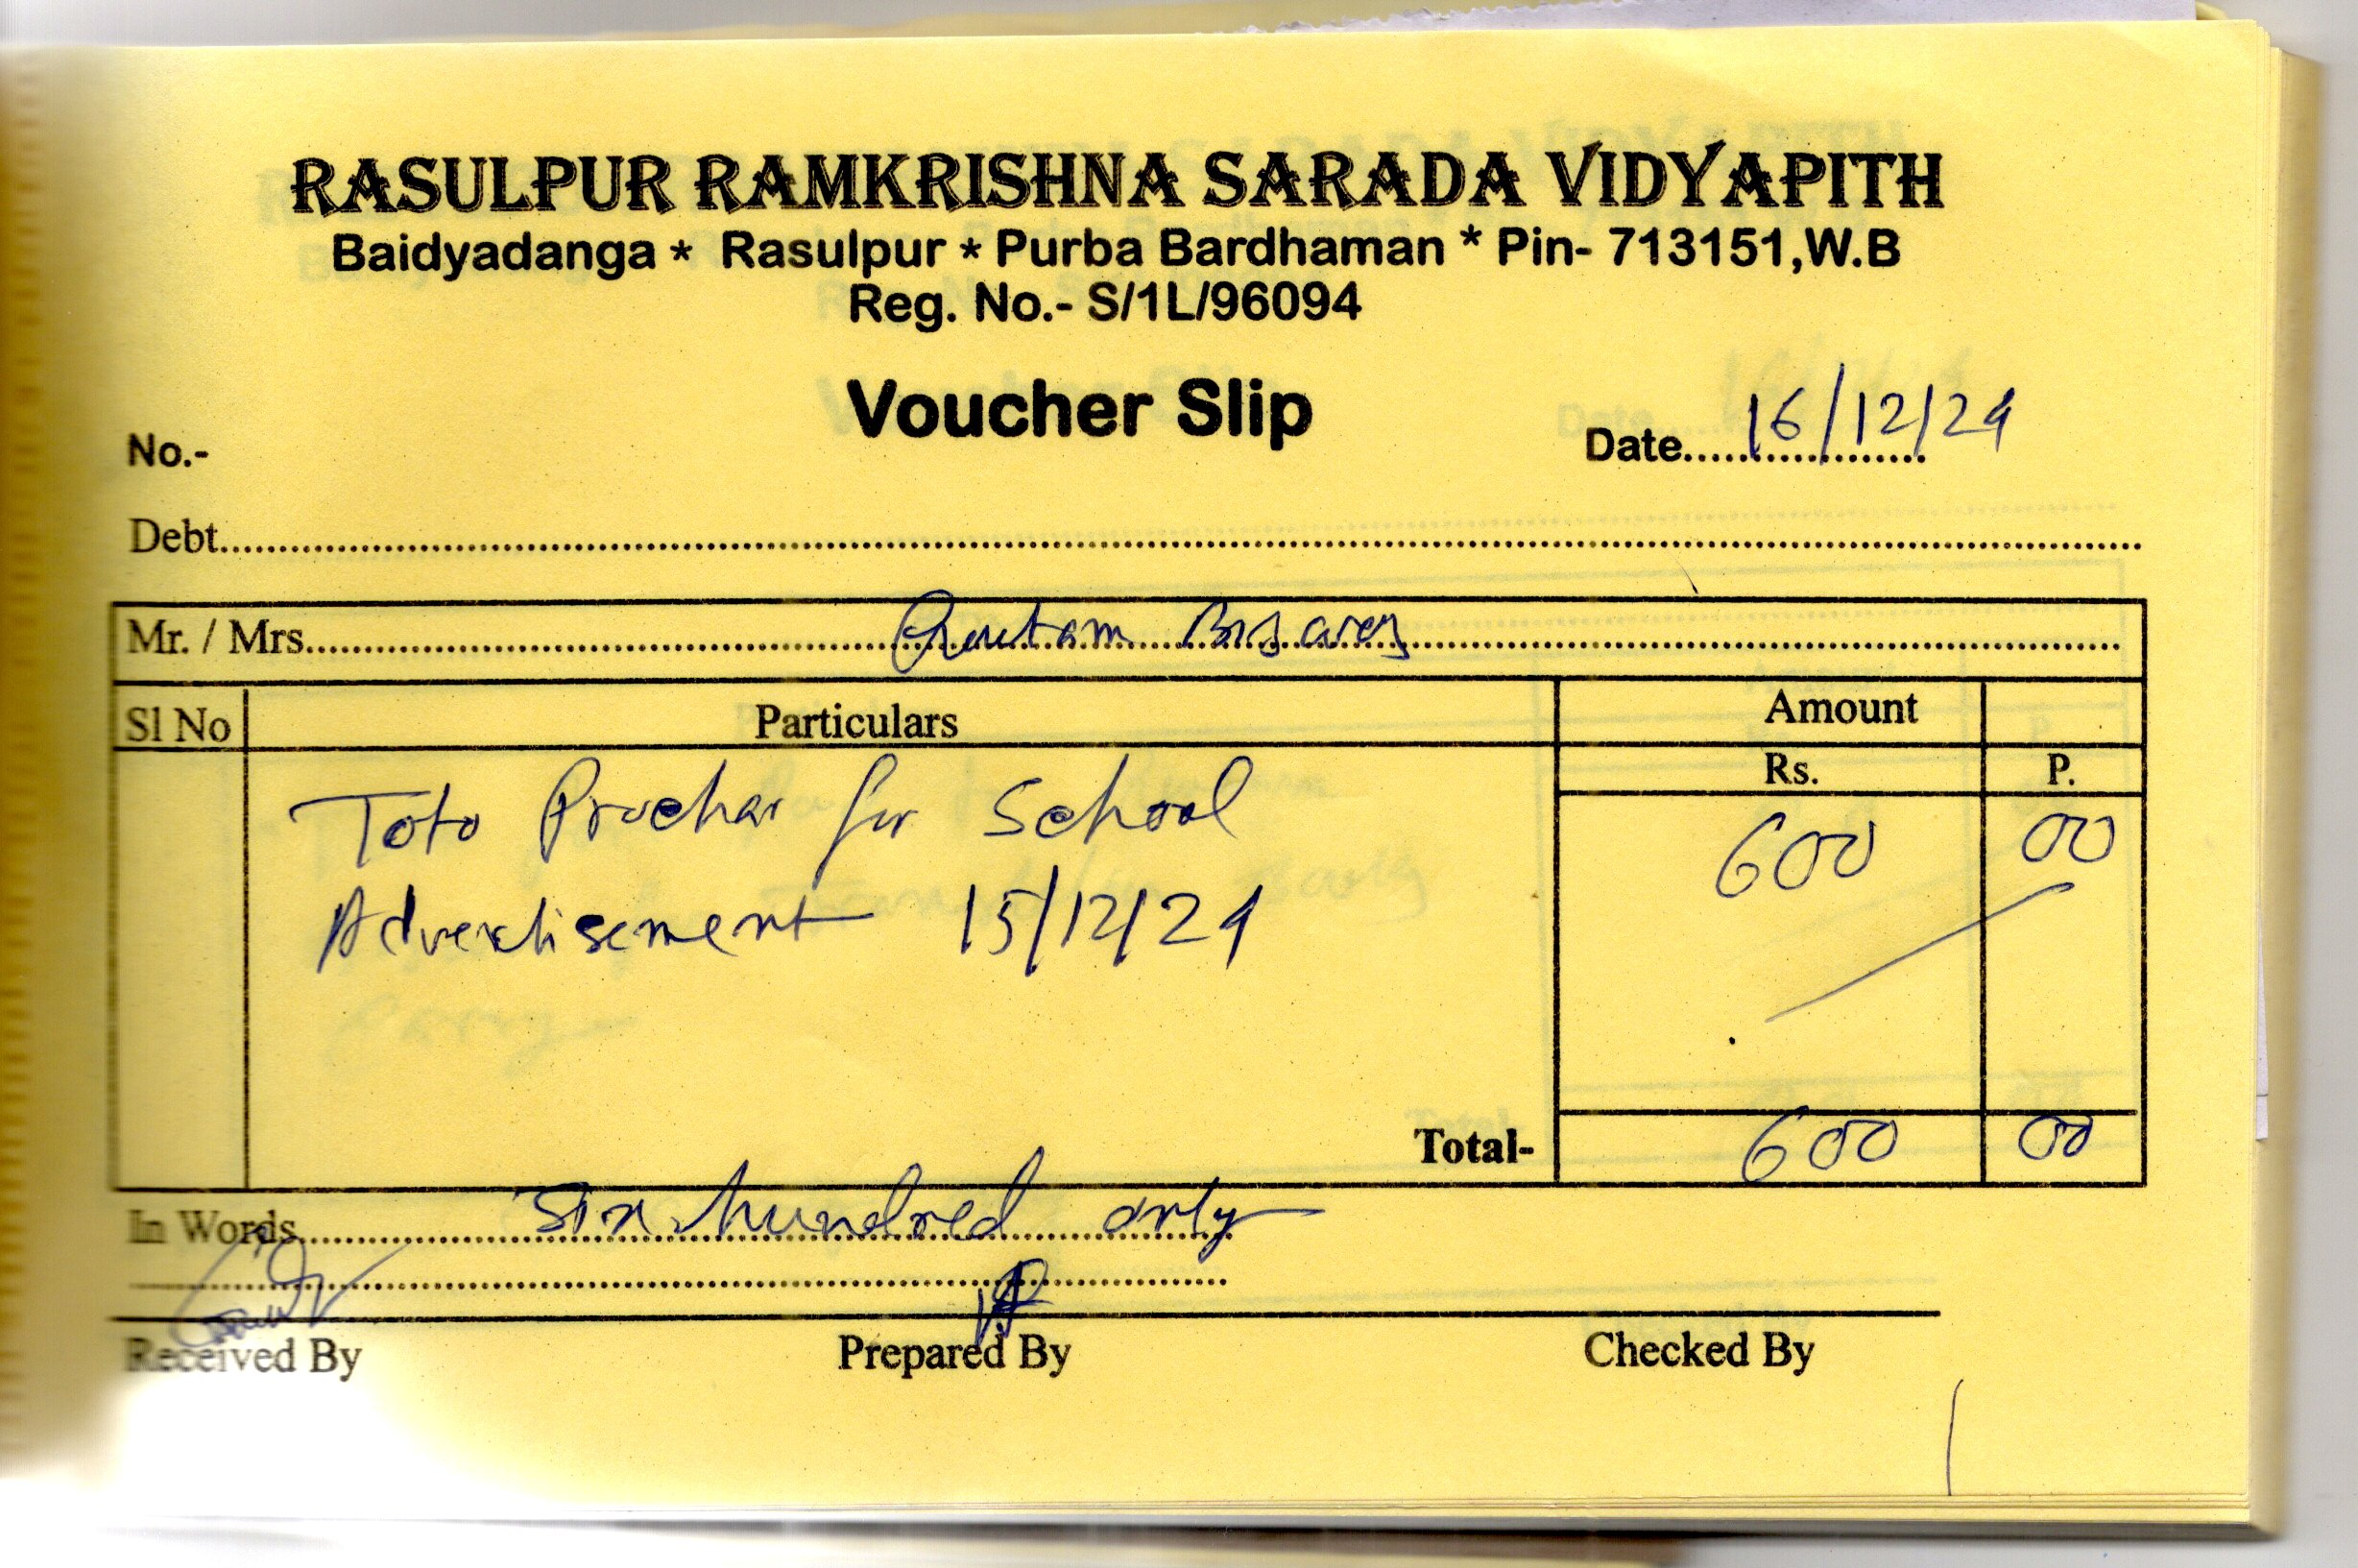 RASULPUR RAMKRISHNA SARADA VIDYAPITH
Baidyadanga * Rasulpur * Purba Bardhaman * Pin- 713151,W.B
Reg. No.- S/1L/96094
Voucher Slip
No.-
Date..... 16/12/24
Debt
Mr. / Mrs. Goutam Biswas
Sl No Particulars Amount
Rs. P.
Toto Prochar for School 600 00
Advertisement 15/12/24
Total- 600 00
In Words Six hundred only
Received By Prepared By Checked By